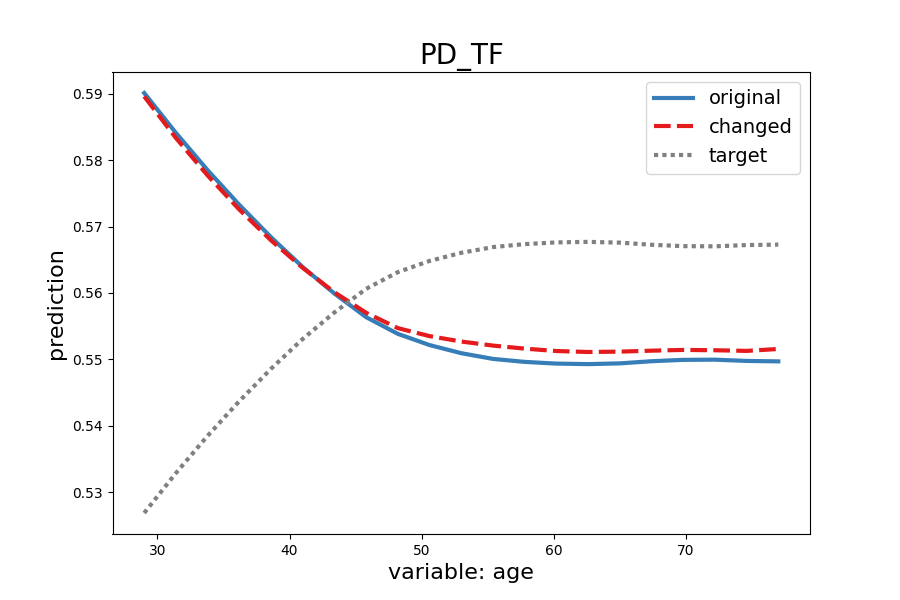 PD_TF
original
changed
target
0.59
0.58
0.57
0.56
0.55
0.54
0.53
prediction
30 40 50 60 70
variable: age